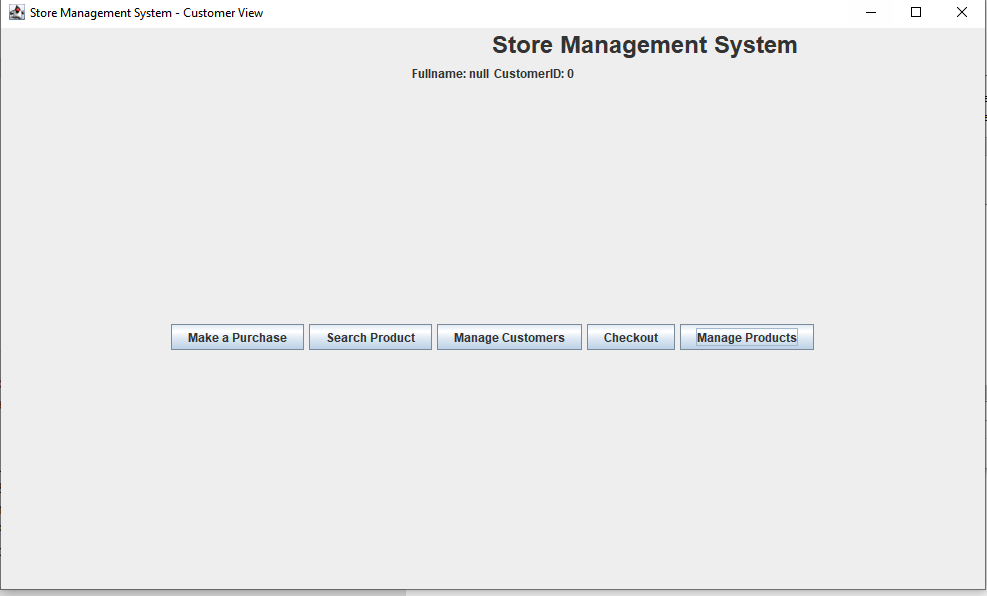 Store Management System - Customer View
Store Management System
Fullname: null CustomerID: 0
Make a Purchase Search Product Manage Customers Checkout Manage Products